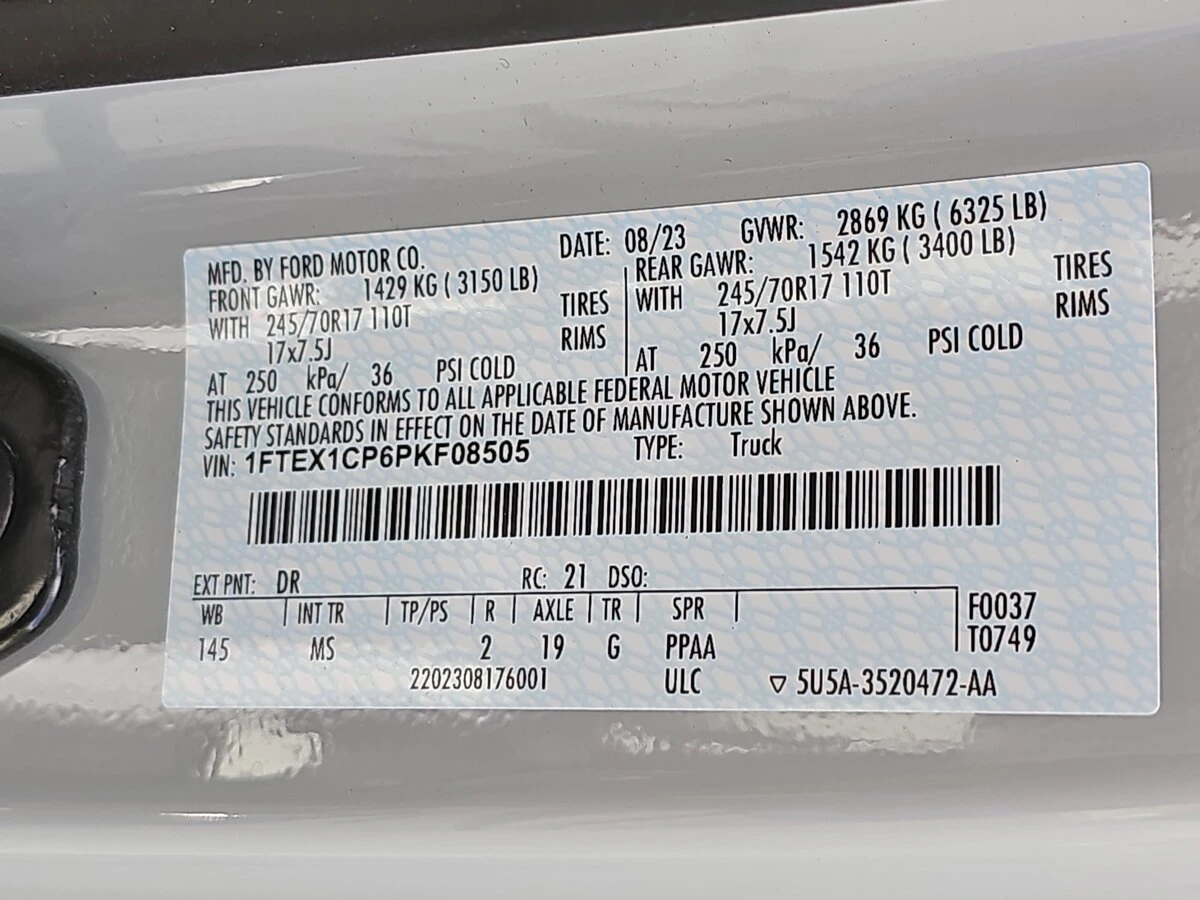 MFD. BY FORD MOTOR CO. DATE: 08/23 GVWR: 2869 KG ( 6325 LB)
FRONT GAWR: 1429 KG ( 3150 LB) REAR GAWR: 1542 KG ( 3400 LB)
WITH 245/70R17 110T TIRES WITH 245/70R17 110T TIRES
17x7.5J RIMS 17x7.5J RIMS
AT 250 kPa/ 36 PSI COLD AT 250 kPa/ 36 PSI COLD
THIS VEHICLE CONFORMS TO ALL APPLICABLE FEDERAL MOTOR VEHICLE
SAFETY STANDARDS IN EFFECT ON THE DATE OF MANUFACTURE SHOWN ABOVE.
VIN: 1FTEX1CP6PKF08505 TYPE: Truck
EXT PNT: DR RC: 21 DSO:
WB INT TR TP/PS R AXLE TR SPR F0037
145 MS 2 19 G PPAA T0749
2202308176001 ULC ▽ 5U5A-3520472-AA